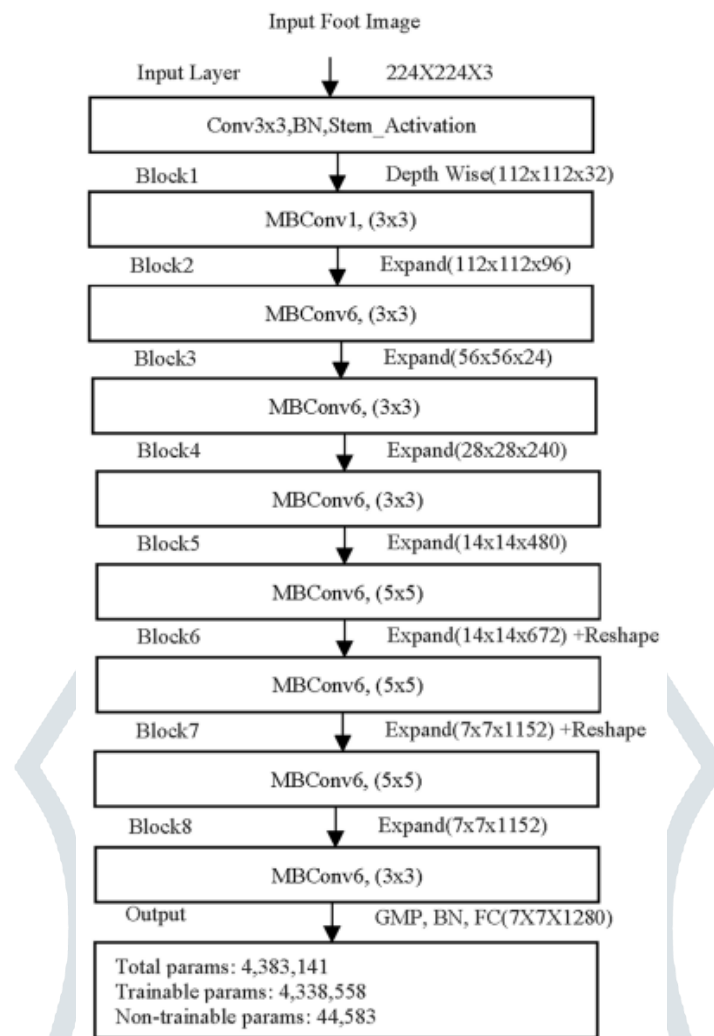 Input Foot Image
Input Layer 224X224X3
Conv3x3,BN,Stem_Activation
Block1 Depth Wise(112x112x32)
MBConv1, (3x3)
Block2 Expand(112x112x96)
MBConv6, (3x3)
Block3 Expand(56x56x24)
MBConv6, (3x3)
Block4 Expand(28x28x240)
MBConv6, (3x3)
Block5 Expand(14x14x480)
MBConv6, (5x5)
Block6 Expand(14x14x672) +Reshape
MBConv6, (5x5)
Block7 Expand(7x7x1152) +Reshape
MBConv6, (5x5)
Block8 Expand(7x7x1152)
MBConv6, (3x3)
Output GMP, BN, FC(7X7X1280)
Total params: 4,383,141
Trainable params: 4,338,558
Non-trainable params: 44,583